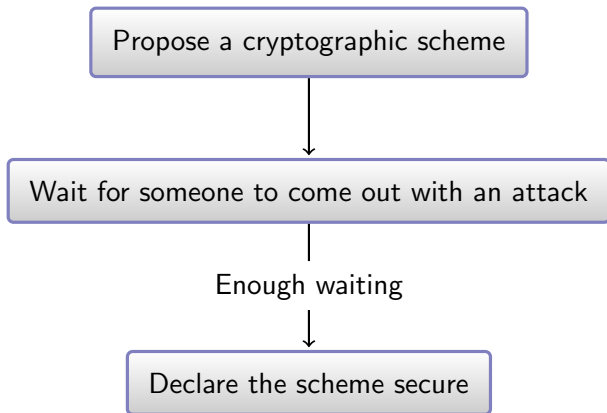 Propose a cryptographic scheme
Wait for someone to come out with an attack
Enough waiting
Declare the scheme secure